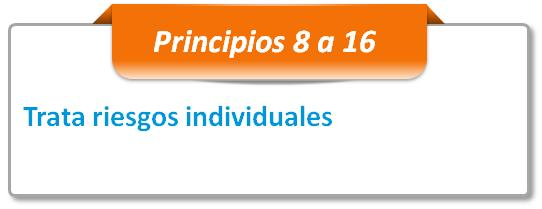 Principios 8 a 16
Trata riesgos individuales